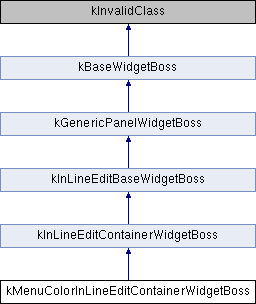 kInvalidClass
kBaseWidgetBoss
kGenericPanelWidgetBoss
kInLineEditBaseWidgetBoss
kInLineEditContainerWidgetBoss
kMenuColorInLineEditContainerWidgetBoss